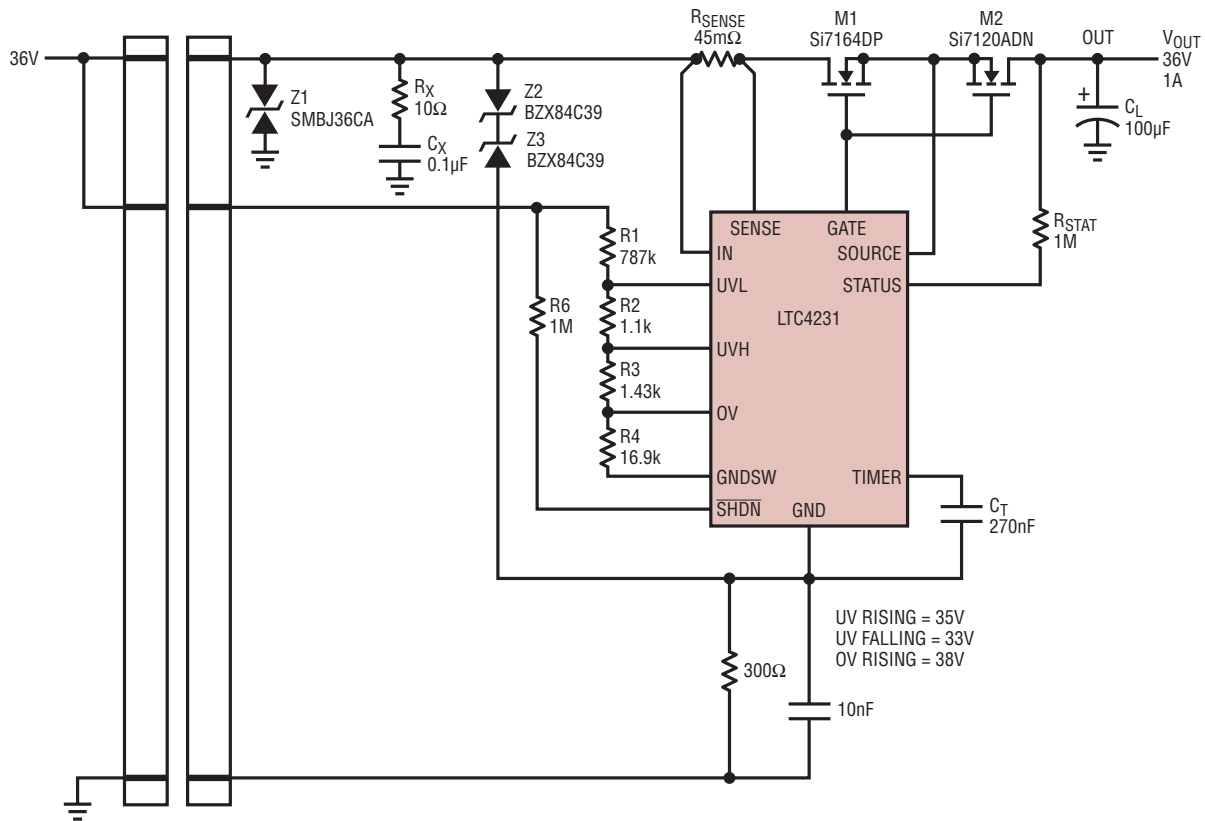 36V
Z1
SMBJ36CA
RX
10Ω
CX
0.1µF
Z2
BZX84C39
Z3
BZX84C39
RSENSE
45mΩ
M1
Si7164DP
M2
Si7120ADN
OUT
VOUT
36V
1A
+
CL
100µF
RSTAT
1M
R1
787k
R2
1.1k
R3
1.43k
R4
16.9k
R6
1M
SENSE
GATE
IN
SOURCE
UVL
STATUS
LTC4231
UVH
OV
GNDSW
TIMER
SHDN
GND
CT
270nF
UV RISING = 35V
UV FALLING = 33V
OV RISING = 38V
300Ω
10nF